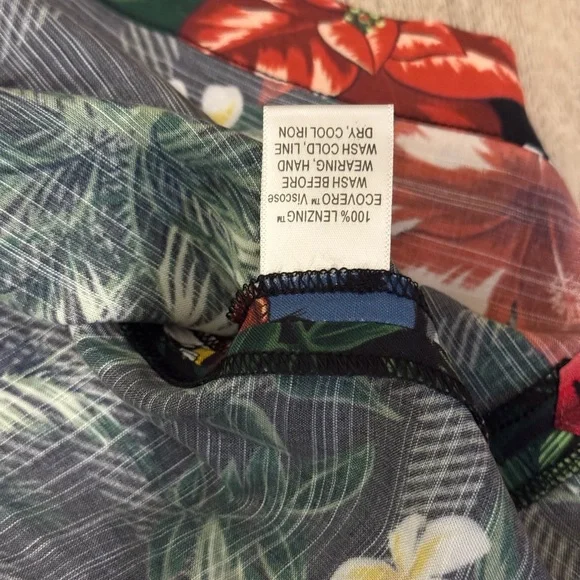 100% LENZING™
ECOVERO™ Viscose
WASH BEFORE
WEARING, HAND
WASH COLD, LINE
DRY, COOL IRON